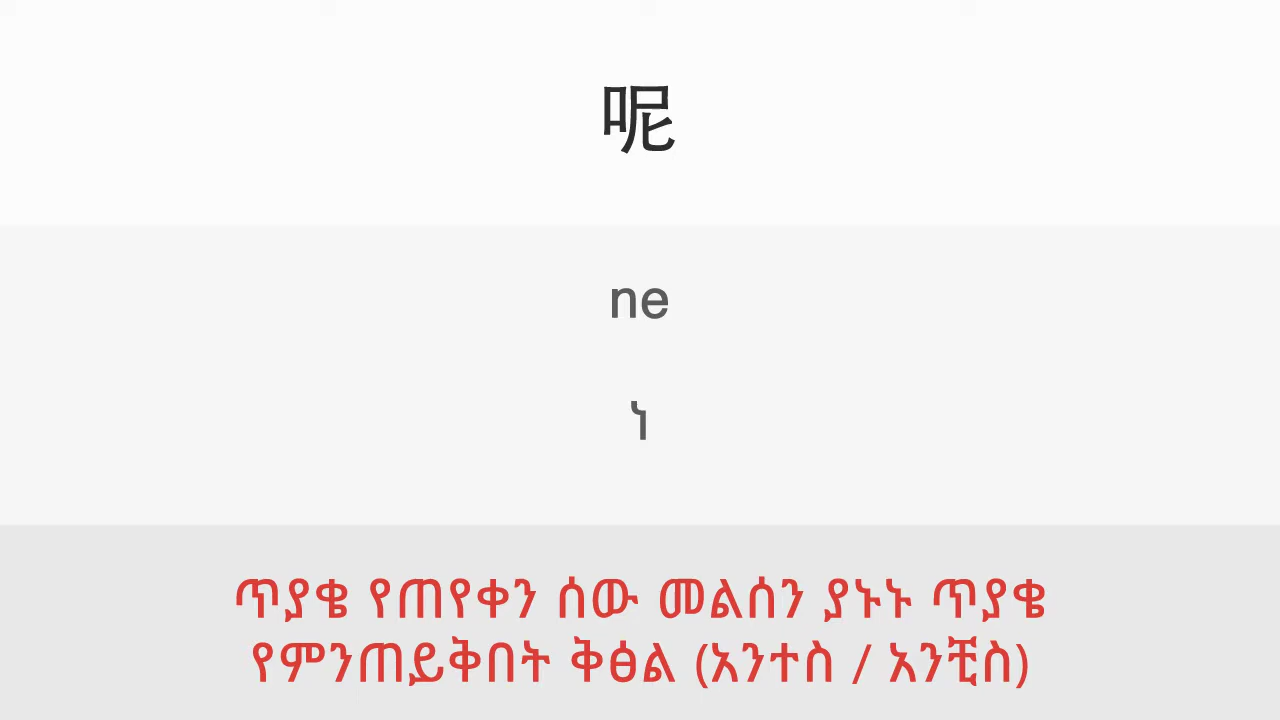 呢
ne
ነ
ጥያቄ የጠየቀን ሰው መልሰን ያኑኑ ጥያቄ
የምንጠይቅበት ቅፅል (አንተስ / አንቺስ)